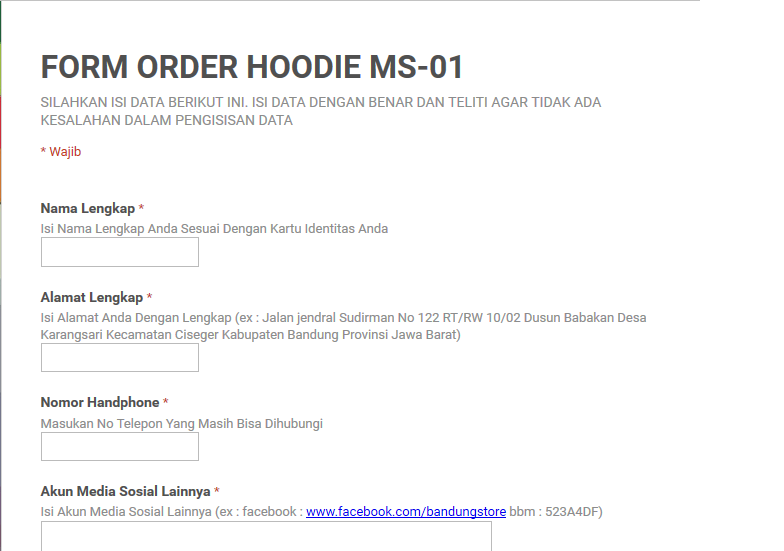 FORM ORDER HOODIE MS-01
SILAHKAN ISI DATA BERIKUT INI. ISI DATA DENGAN BENAR DAN TELITI AGAR TIDAK ADA
KESALAHAN DALAM PENGISISAN DATA
* Wajib
Nama Lengkap *
Isi Nama Lengkap Anda Sesuai Dengan Kartu Identitas Anda
Alamat Lengkap *
Isi Alamat Anda Dengan Lengkap (ex : Jalan jendral Sudirman No 122 RT/RW 10/02 Dusun Babakan Desa
Karangsari Kecamatan Ciseger Kabupaten Bandung Provinsi Jawa Barat)
Nomor Handphone *
Masukan No Telepon Yang Masih Bisa Dihubungi
Akun Media Sosial Lainnya *
Isi Akun Media Sosial Lainnya (ex : facebook : www.facebook.com/bandungstore bbm : 523A4DF)